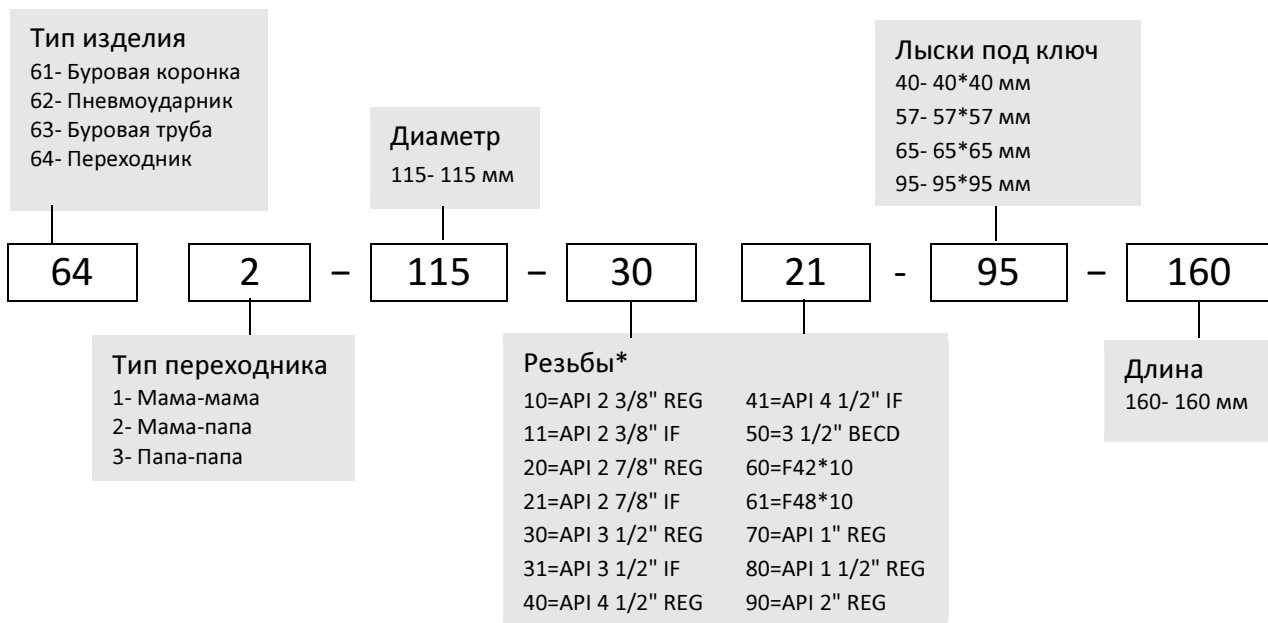 Тип изделия
61- Буровая коронка
62- Пневмоударник
63- Буровая труба
64- Переходник
Диаметр
115- 115 мм
Лыски под ключ
40- 40*40 мм
57- 57*57 мм
65- 65*65 мм
95- 95*95 мм
64 2 – 115 – 30 21 - 95 – 160
Тип переходника
1- Мама-мама
2- Мама-папа
3- Папа-папа
Резьбы*
10=API 2 3/8" REG 41=API 4 1/2" IF
11=API 2 3/8" IF 50=3 1/2" BECD
20=API 2 7/8" REG 60=F42*10
21=API 2 7/8" IF 61=F48*10
30=API 3 1/2" REG 70=API 1" REG
31=API 3 1/2" IF 80=API 1 1/2" REG
40=API 4 1/2" REG 90=API 2" REG
Длина
160- 160 мм